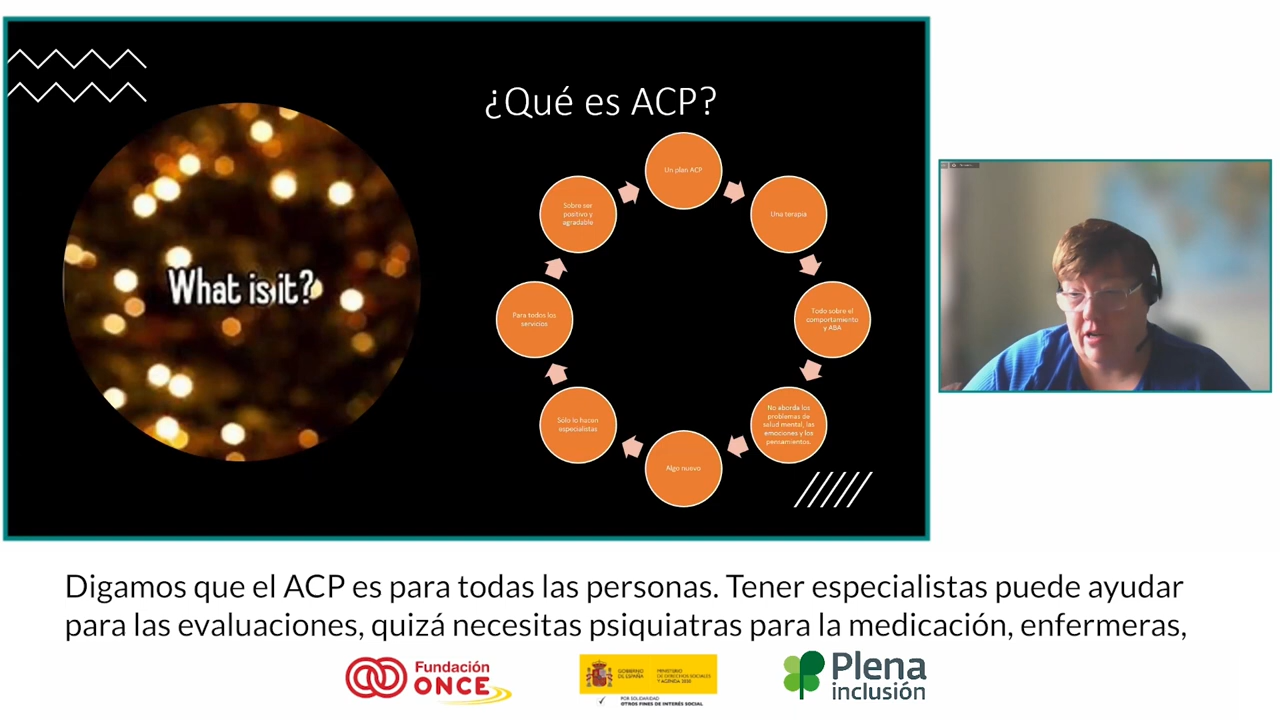 ¿Qué es ACP?
What is it?
Un plan ACP
Una terapia
Todo sobre el
comportamiento
y ABA
No aborda los
problemas de
salud mental, las
emociones y los
pensamientos.
Algo nuevo
Sólo lo hacen
especialistas
Para todos los
servicios
Sobre ser
positivo y
agradable
Digamos que el ACP es para todas las personas. Tener especialistas puede ayudar
para las evaluaciones, quizá necesitas psiquiatras para la medicación, enfermeras,
Fundación
ONCE
GOBIERNO
DE ESPAÑA
MINISTERIO
DE DERECHOS SOCIALES
Y AGENDA 2030
POR SOLIDARIDAD
OTROS FINES DE INTERÉS SOCIAL
Plena
inclusión